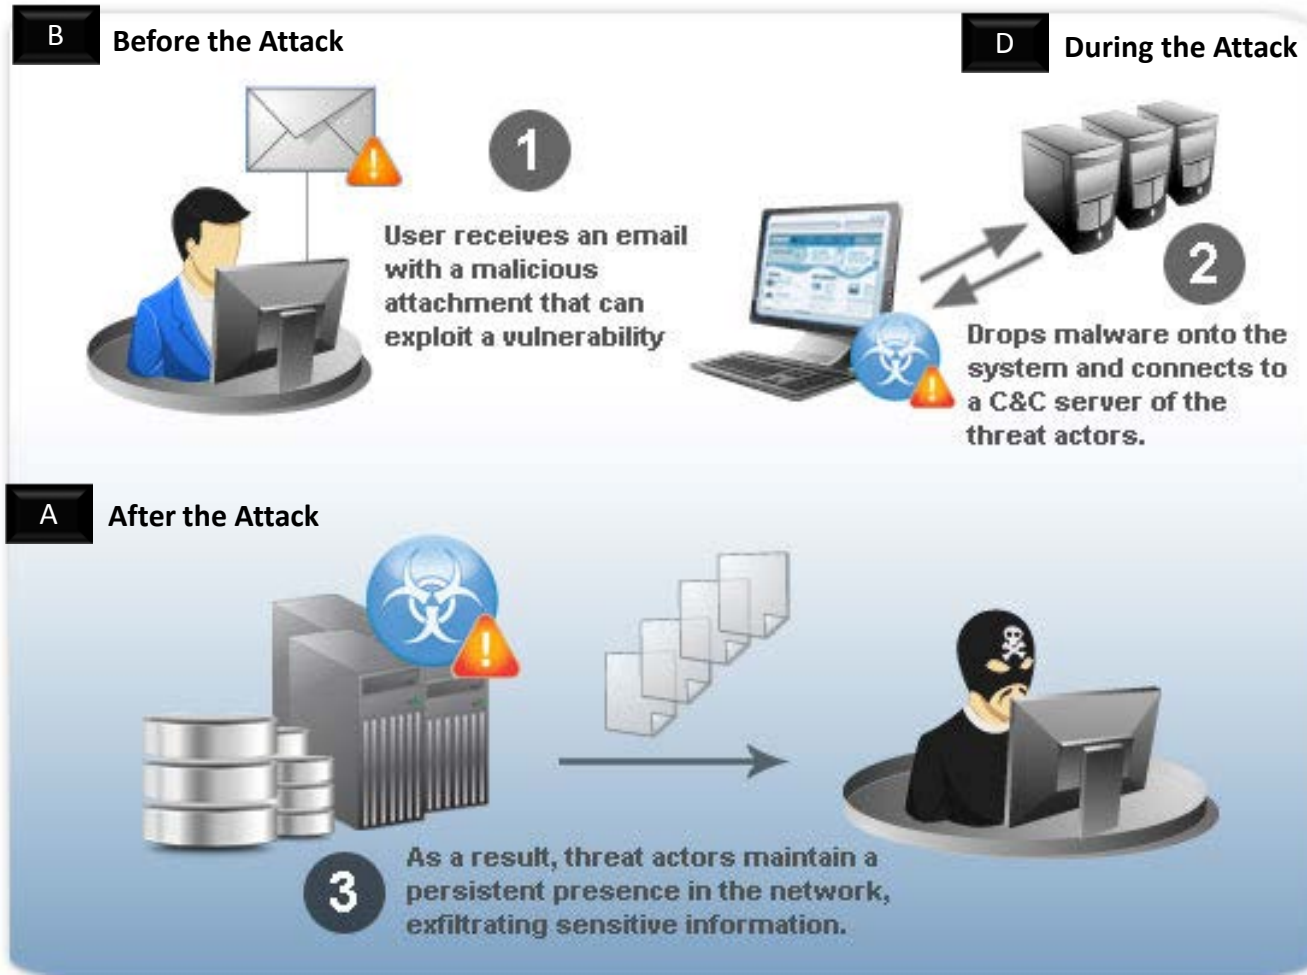 B
Before the Attack
D
During the Attack
1
User receives an email
with a malicious
attachment that can
exploit a vulnerability
2
Drops malware onto the
system and connects to
a C&C server of the
threat actors.
A
After the Attack
3
As a result, threat actors maintain a
persistent presence in the network,
exfiltrating sensitive information.